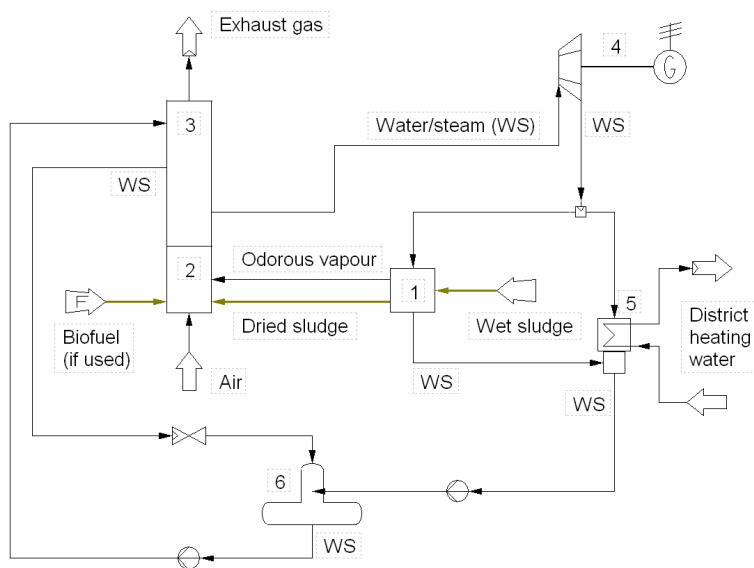 Exhaust gas
4
G
3
Water/steam (WS)
WS
WS
Odorous vapour
2
1
F
5
Biofuel
(if used)
Dried sludge
Wet sludge
District
heating
water
Air
WS
WS
6
WS